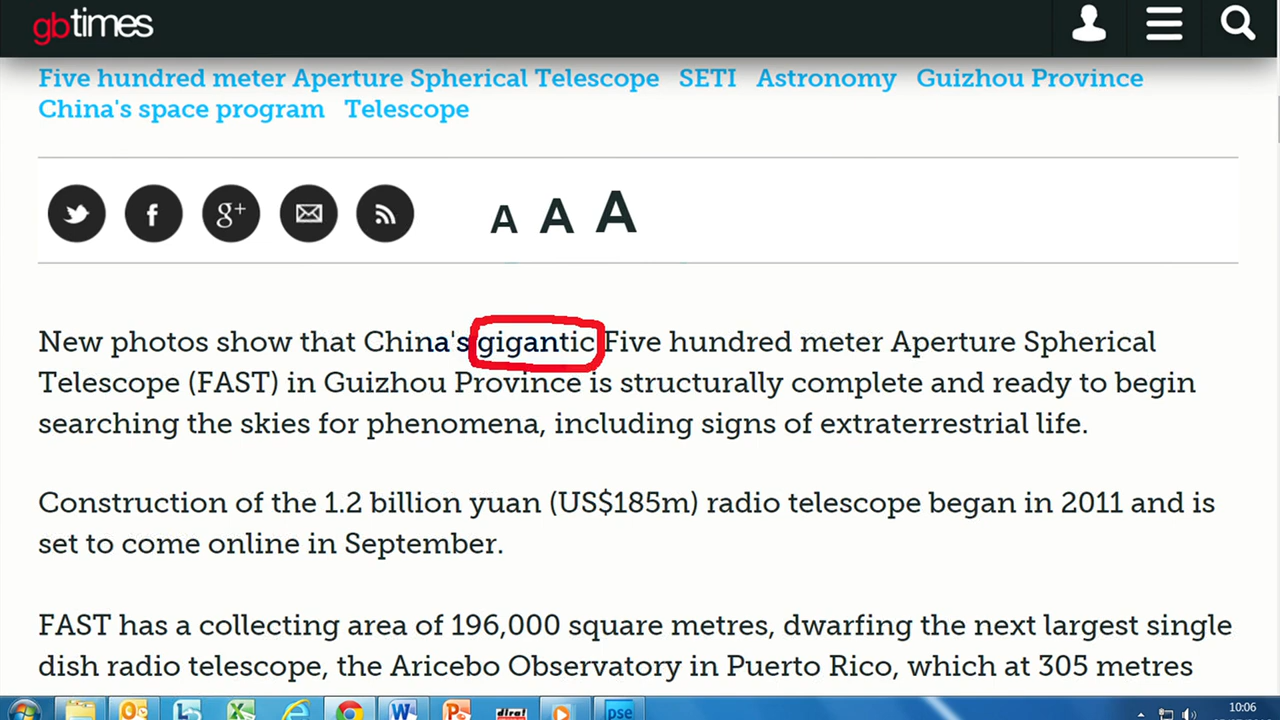 gbtimes
Five hundred meter Aperture Spherical Telescope SETI Astronomy Guizhou Province
China's space program Telescope
g+ A A A
New photos show that China's gigantic Five hundred meter Aperture Spherical
Telescope (FAST) in Guizhou Province is structurally complete and ready to begin
searching the skies for phenomena, including signs of extraterrestrial life.
Construction of the 1.2 billion yuan (US$185m) radio telescope began in 2011 and is
set to come online in September.
FAST has a collecting area of 196,000 square metres, dwarfing the next largest single
dish radio telescope, the Aricebo Observatory in Puerto Rico, which at 305 metres
pse 10:06